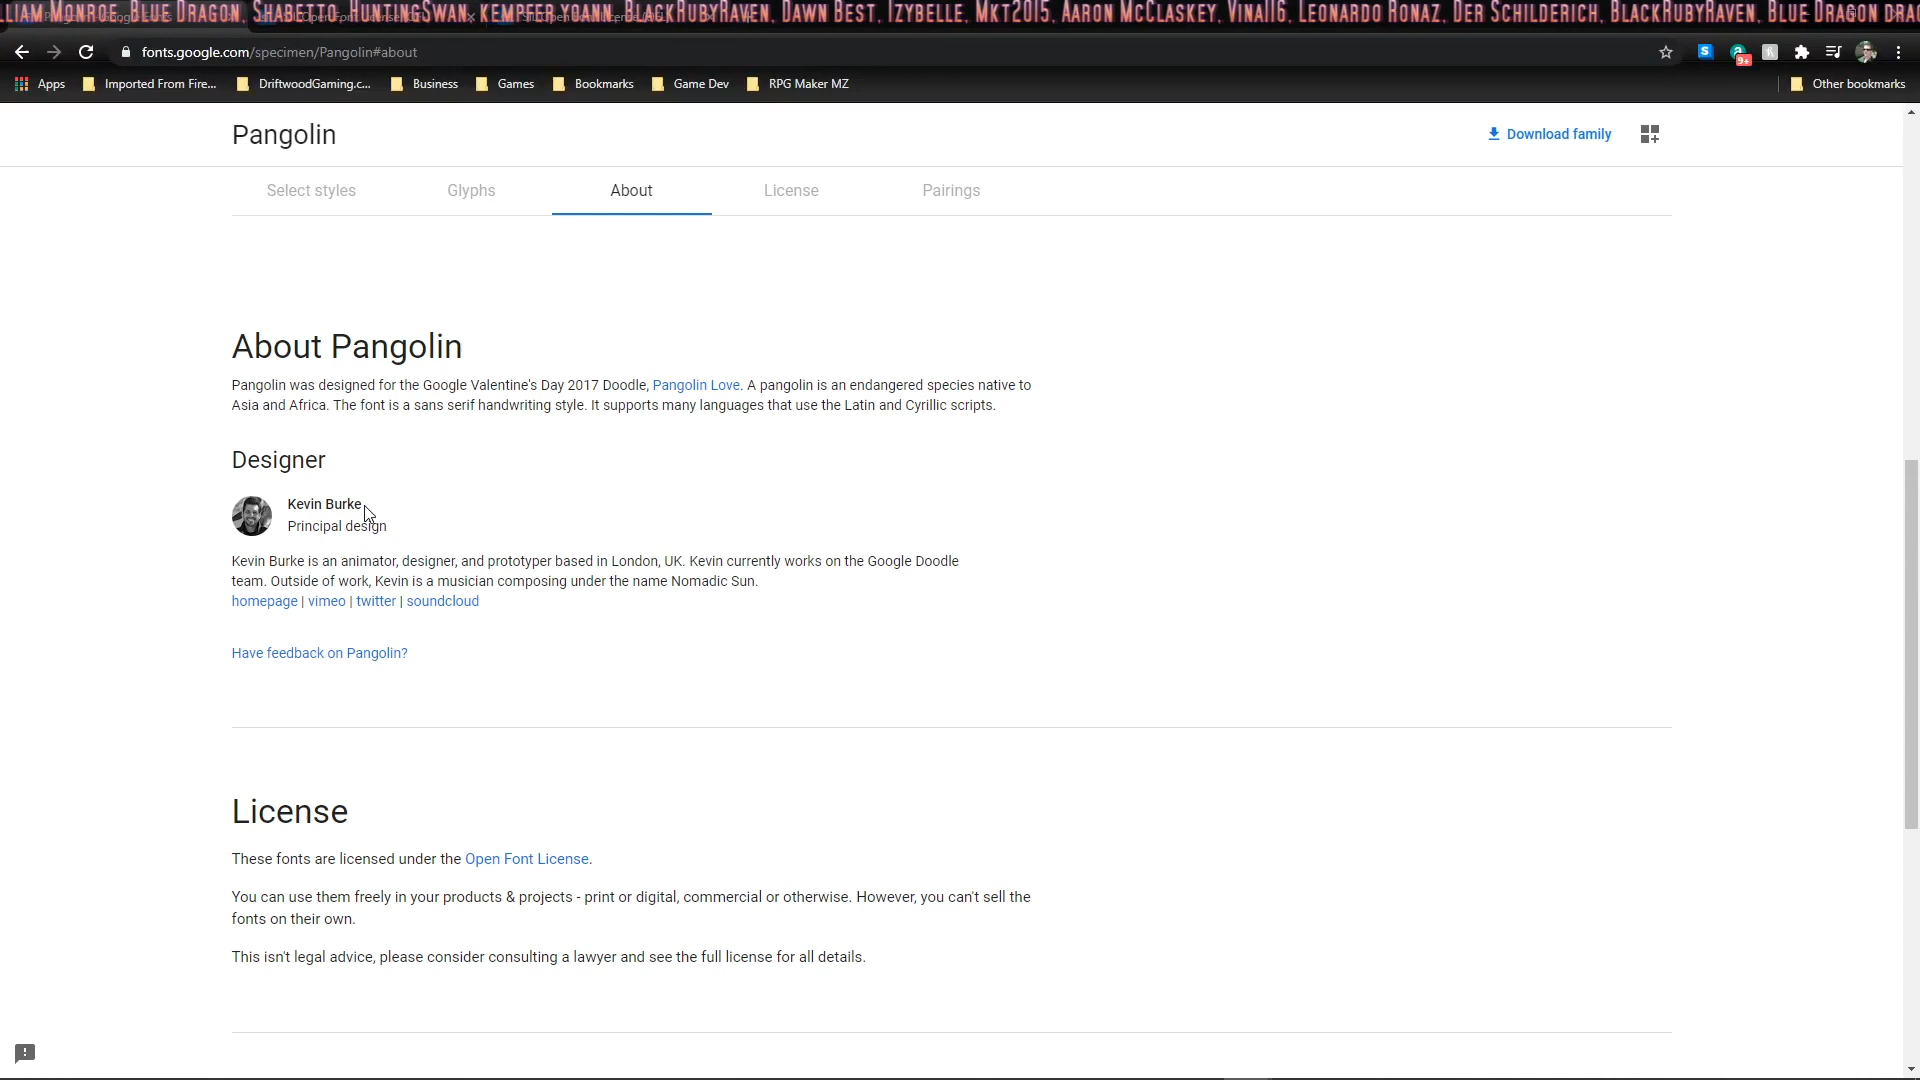 LLIAM MONROE, BLUE DRAGON, SHABLETTO, HUNTINGSWAN, KEMPFER.YOANN, BLACKRUBYRAVEN, DAWN BEST, IZYBELLE, MKT2015, AARON MCCLASKEY, VINA116, LEONARDO RONAZ, DER SCHILDERICH, BLACKRUBYRAVEN, BLUE DRAGON
fonts.google.com/specimen/Pangolin#about
9+
Apps Imported From Fire... DriftwoodGaming.c... Business Games Bookmarks Game Dev RPG Maker MZ Other bookmarks
Pangolin
Download family
Select styles Glyphs About License Pairings
About Pangolin
Pangolin was designed for the Google Valentine's Day 2017 Doodle, Pangolin Love. A pangolin is an endangered species native to
Asia and Africa. The font is a sans serif handwriting style. It supports many languages that use the Latin and Cyrillic scripts.
Designer
Kevin Burke
Principal design
Kevin Burke is an animator, designer, and prototyper based in London, UK. Kevin currently works on the Google Doodle
team. Outside of work, Kevin is a musician composing under the name Nomadic Sun.
homepage | vimeo | twitter | soundcloud
Have feedback on Pangolin?
License
These fonts are licensed under the Open Font License.
You can use them freely in your products & projects - print or digital, commercial or otherwise. However, you can't sell the
fonts on their own.
This isn't legal advice, please consider consulting a lawyer and see the full license for all details.